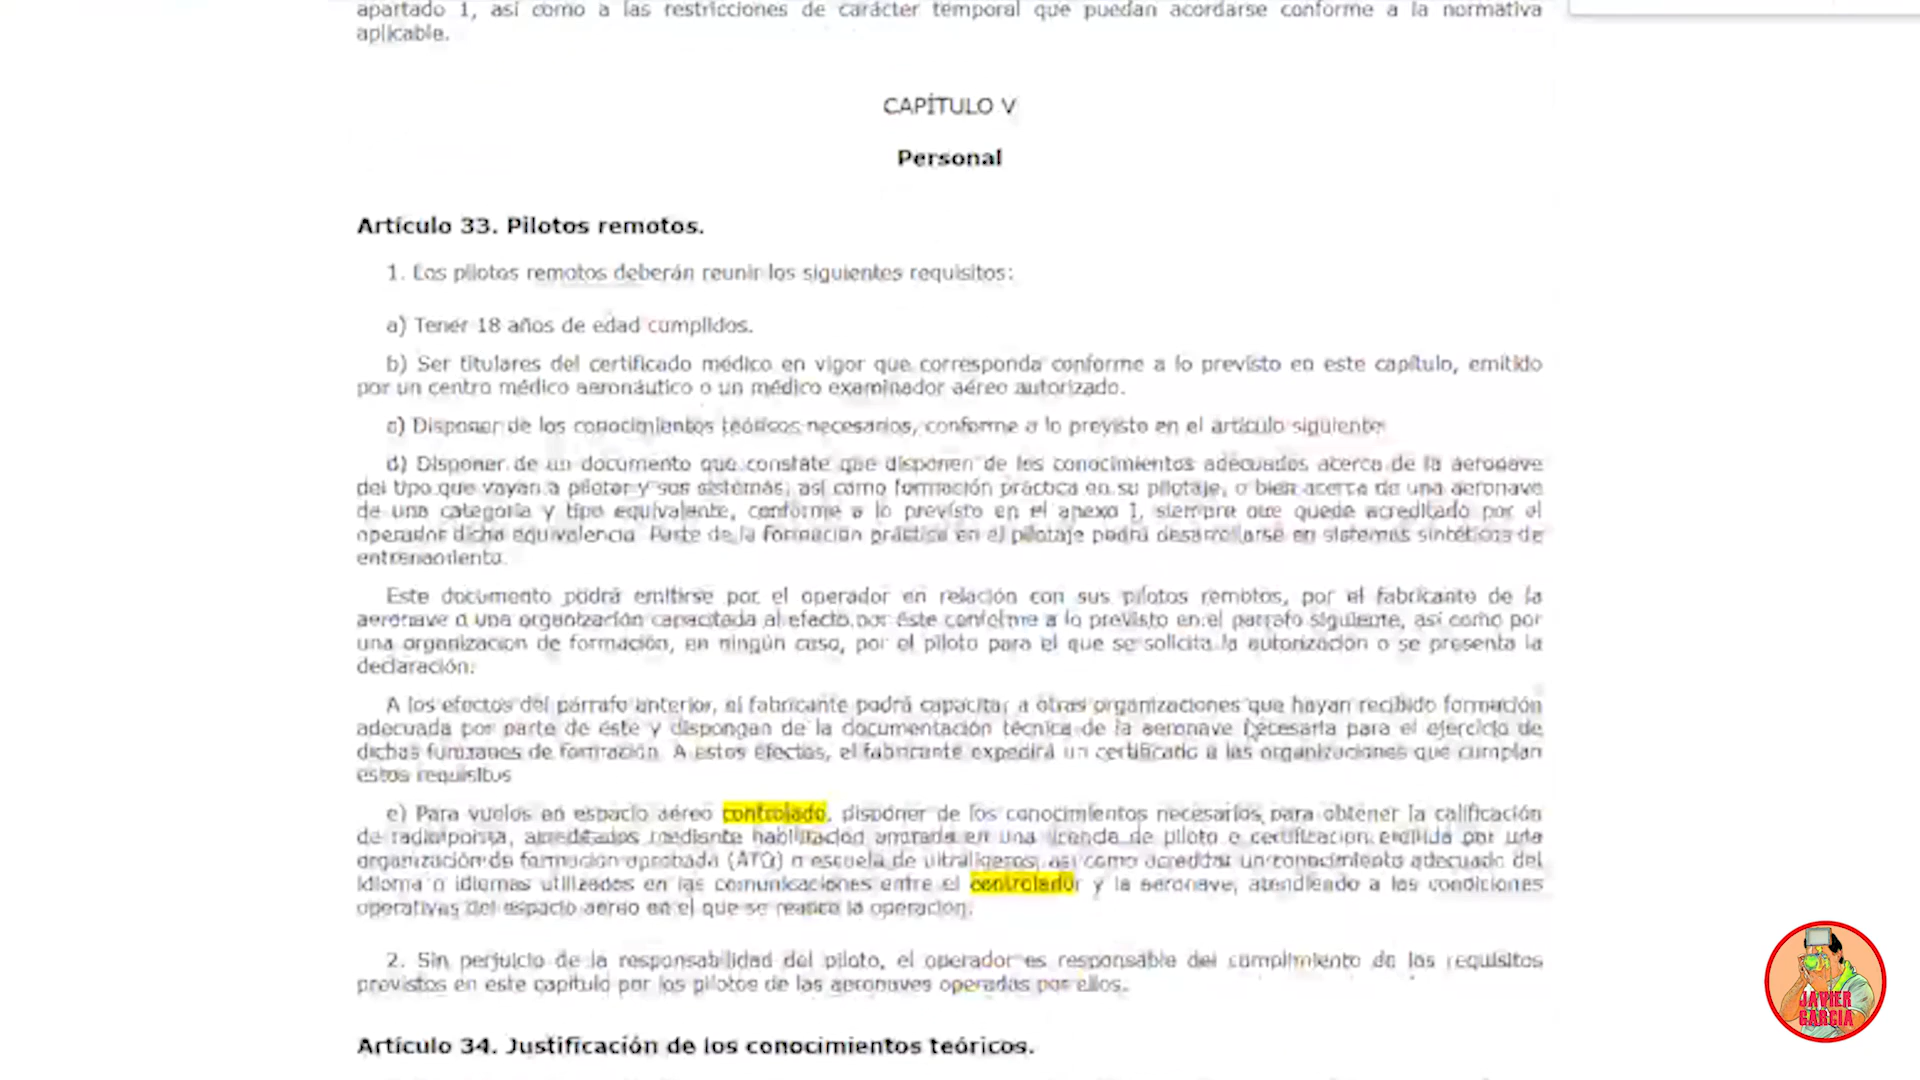 apartado 1, así como a las restricciones de carácter temporal que puedan acordarse conforme a la normativa
aplicable.
CAPÍTULO V
Personal
Artículo 33. Pilotos remotos.
1. Los pilotos remotos deberán reunir los siguientes requisitos:
a) Tener 18 años de edad cumplidos.
b) Ser titulares del certificado médico en vigor que corresponda conforme a lo previsto en este capítulo, emitido
por un centro médico aeronáutico o un médico examinador aéreo autorizado.
c) Disponer de los conocimientos teóricos necesarios, conforme a lo previsto en el artículo siguiente.
d) Disponer de un documento que constate que disponen de los conocimientos adecuados acerca de la aeronave
del tipo que vayan a pilotar y sus sistemas, así como formación práctica en su pilotaje, o bien acerca de una aeronave
de una categoría y tipo equivalente, conforme a lo previsto en el anexo 1, siempre que quede acreditado por el
operador dicha equivalencia. Parte de la formación práctica en el pilotaje podrá desarrollarse en sistemas sintéticos de
entrenamiento.
Este documento podrá emitirse por el operador en relación con sus pilotos remotos, por el fabricante de la
aeronave o una organización capacitada al efecto por éste conforme a lo previsto en el párrafo siguiente, así como por
una organización de formación, en ningún caso, por el piloto para el que se solicita la autorización o se presenta la
declaración.
A los efectos del párrafo anterior, el fabricante podrá capacitar a otras organizaciones que hayan recibido formación
adecuada por parte de éste y dispongan de la documentación técnica de la aeronave necesaria para el ejercicio de
dichas funciones de formación. A estos efectos, el fabricante expedirá un certificado a las organizaciones que cumplan
estos requisitos
e) Para vuelos en espacio aéreo controlado, disponer de los conocimientos necesarios para obtener la calificación
de radiofonista, acreditados mediante habilitación anotada en una licencia de piloto o certificación emitida por una
organización de formación aprobada (ATO) o escuela de ultraligeros, así como acreditar un conocimiento adecuado del
idioma o idiomas utilizados en las comunicaciones entre el controlador y la aeronave, atendiendo a las condiciones
operativas del espacio aéreo en el que se realice la operación.
2. Sin perjuicio de la responsabilidad del piloto, el operador es responsable del cumplimiento de los requisitos
previstos en este capítulo por los pilotos de las aeronaves operadas por ellos.
JAVIER
GARCIA
Artículo 34. Justificación de los conocimientos teóricos.